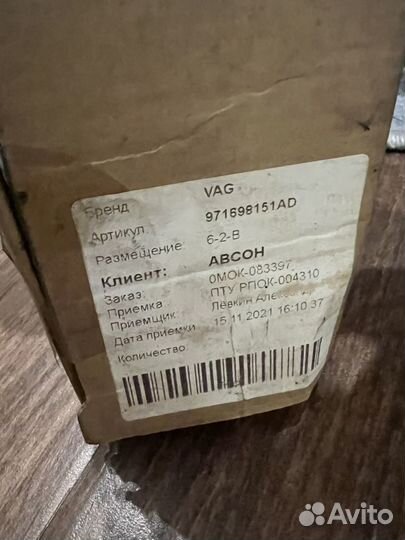 Бренд VAG
Артикул 971698151AD
Размещение: 6-2-В
Клиент: АВСОН
Заказ: 0МОК-083397
Приемка ПТУ РПОК-004310
Приемщик: Левкин
Дата приемки 15.11.2021 16:10:37
Количество:
Avito